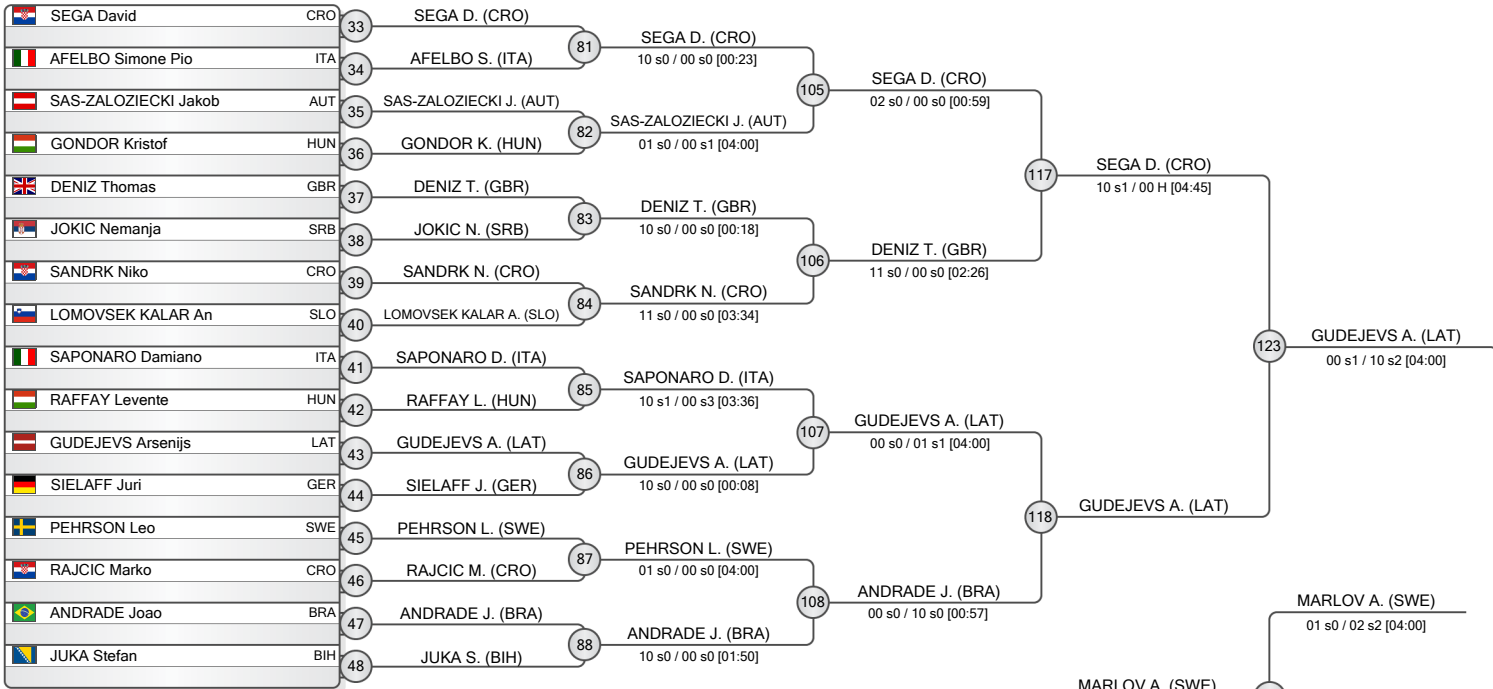 SEGA David CRO
AFELBO Simone Pio ITA
SAS-ZALOZIECKI Jakob AUT
GONDOR Kristof HUN
DENIZ Thomas GBR
JOKIC Nemanja SRB
SANDRK Niko CRO
LOMOVSEK KALAR An SLO
SAPONARO Damiano ITA
RAFFAY Levente HUN
GUDEJEVS Arsenijs LAT
SIELAFF Juri GER
PEHRSON Leo SWE
RAJCIC Marko CRO
ANDRADE Joao BRA
JUKA Stefan BIH
33
34
35
36
37
38
39
40
41
42
43
44
45
46
47
48
SEGA D. (CRO)
AFELBO S. (ITA)
SAS-ZALOZIECKI J. (AUT)
GONDOR K. (HUN)
DENIZ T. (GBR)
JOKIC N. (SRB)
SANDRK N. (CRO)
LOMOVSEK KALAR A. (SLO)
SAPONARO D. (ITA)
RAFFAY L. (HUN)
GUDEJEVS A. (LAT)
SIELAFF J. (GER)
PEHRSON L. (SWE)
RAJCIC M. (CRO)
ANDRADE J. (BRA)
JUKA S. (BIH)
81
82
83
84
85
86
87
88
SEGA D. (CRO)
10 s0 / 00 s0 [00:23]
SAS-ZALOZIECKI J. (AUT)
01 s0 / 00 s1 [04:00]
DENIZ T. (GBR)
10 s0 / 00 s0 [00:18]
SANDRK N. (CRO)
11 s0 / 00 s0 [03:34]
SAPONARO D. (ITA)
10 s1 / 00 s3 [03:36]
GUDEJEVS A. (LAT)
10 s0 / 00 s0 [00:08]
PEHRSON L. (SWE)
01 s0 / 00 s0 [04:00]
ANDRADE J. (BRA)
10 s0 / 00 s0 [01:50]
105
106
107
108
SEGA D. (CRO)
02 s0 / 00 s0 [00:59]
DENIZ T. (GBR)
11 s0 / 00 s0 [02:26]
GUDEJEVS A. (LAT)
00 s0 / 01 s1 [04:00]
ANDRADE J. (BRA)
00 s0 / 10 s0 [00:57]
117
118
SEGA D. (CRO)
10 s1 / 00 H [04:45]
GUDEJEVS A. (LAT)
123
GUDEJEVS A. (LAT)
00 s1 / 10 s2 [04:00]
MARLOV A. (SWE)
01 s0 / 02 s2 [04:00]
MARLOV A. (SWE)